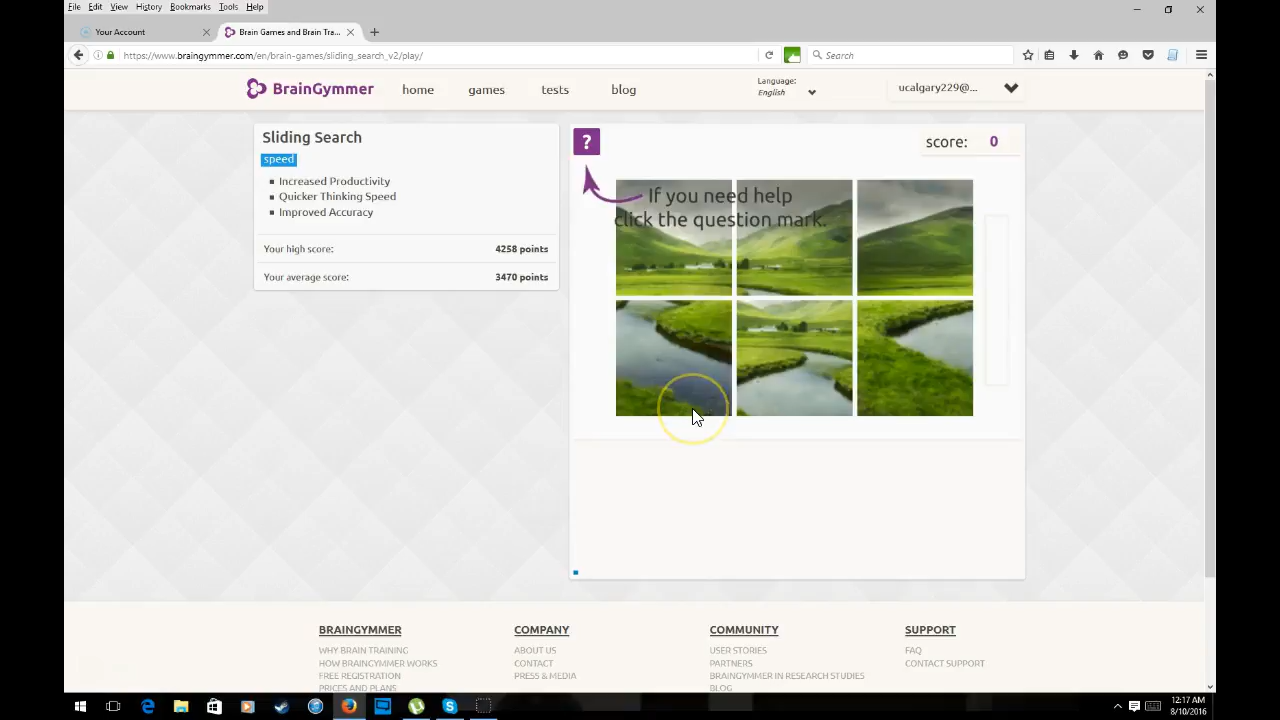 File Edit View History Bookmarks Tools Help
Your Account
Brain Games and Brain Tra...
https://www.braingymmer.com/en/brain-games/sliding_search_v2/play/
Search
BrainGymmer
home games tests blog
Language:
English
ucalgary229@...
Sliding Search
speed
Increased Productivity
Quicker Thinking Speed
Improved Accuracy
Your high score: 4258 points
Your average score: 3470 points
?
score: 0
If you need help
click the question mark.
BRAINGYMMER
WHY BRAIN TRAINING
HOW BRAINGYMMER WORKS
FREE REGISTRATION
PRICES AND PLANS
COMPANY
ABOUT US
CONTACT
PRESS & MEDIA
COMMUNITY
USER STORIES
PARTNERS
BRAINGYMMER IN RESEARCH STUDIES
BLOG
SUPPORT
FAQ
CONTACT SUPPORT
12:17 AM
8/10/2016